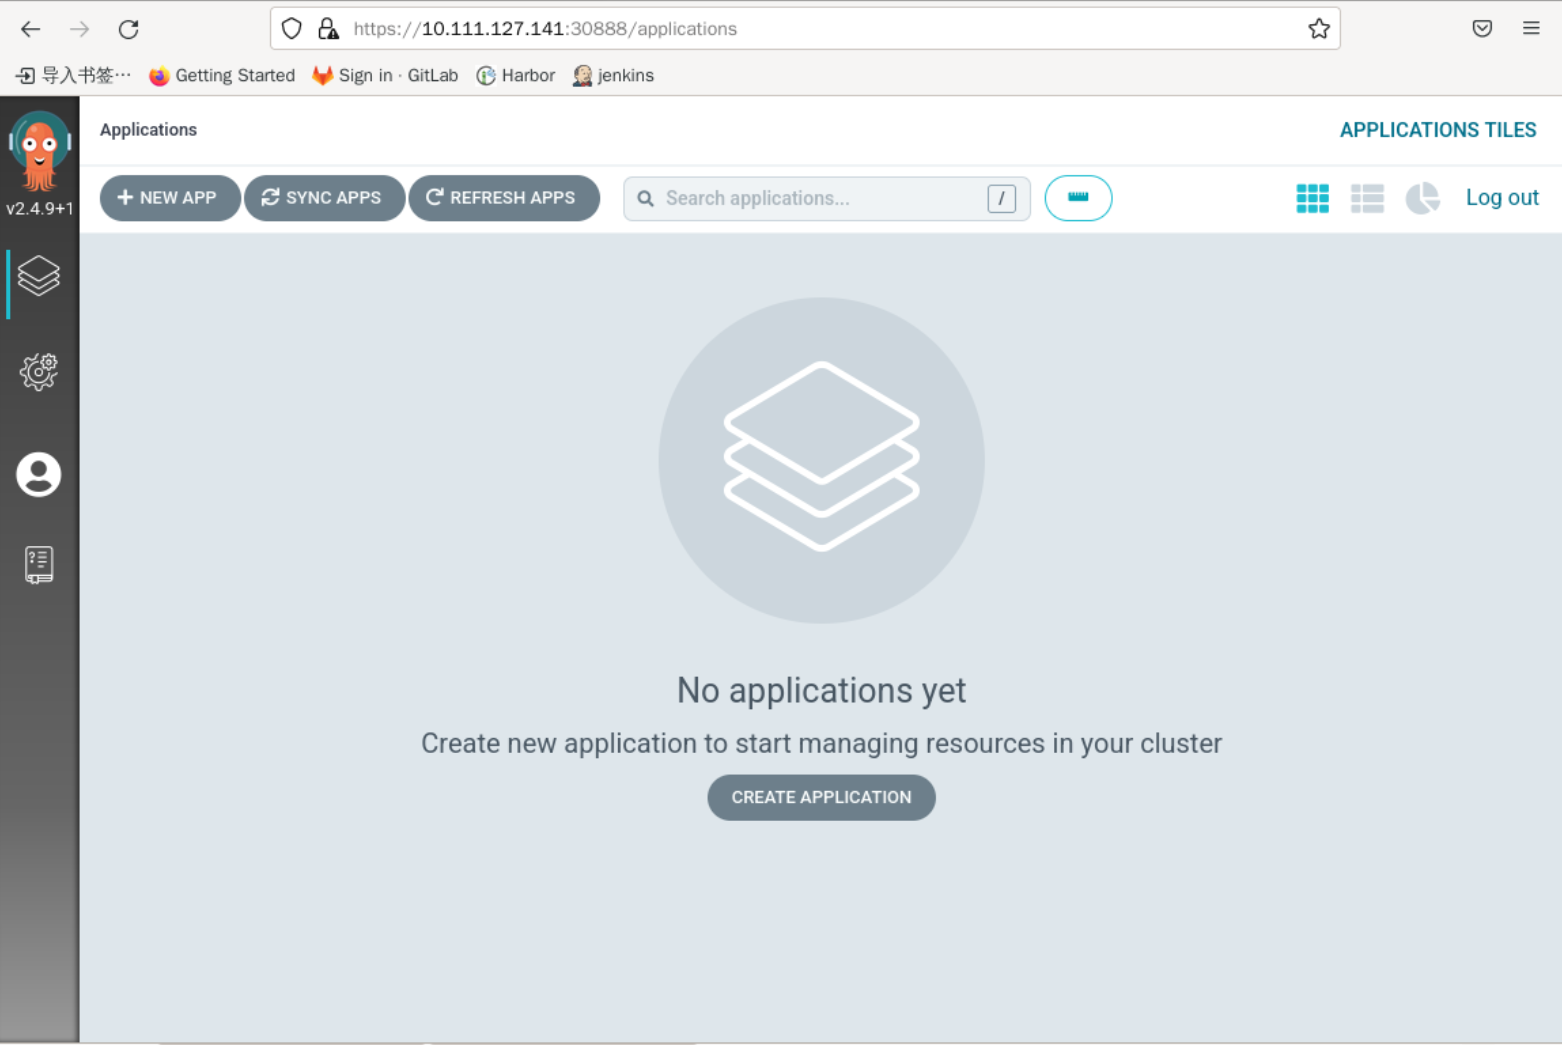 https://10.111.127.141:30888/applications
导入书签… Getting Started Sign in · GitLab Harbor jenkins
Applications APPLICATIONS TILES
NEW APP SYNC APPS REFRESH APPS Search applications... / Log out
v2.4.9+1
No applications yet
Create new application to start managing resources in your cluster
CREATE APPLICATION